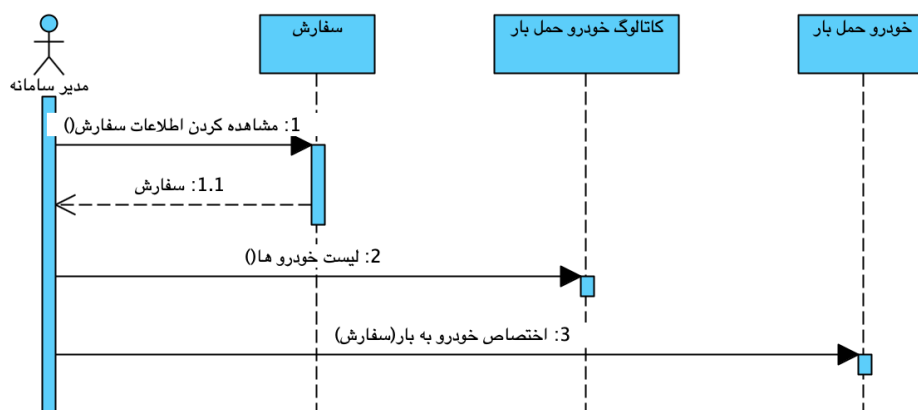 سفارش
کاتالوگ خودرو حمل بار
خودرو حمل بار
مدیر سامانه
1: مشاهده کردن اطلاعات سفارش()
1.1: سفارش
2: لیست خودرو ها()
3: اختصاص خودرو به بار(سفارش)